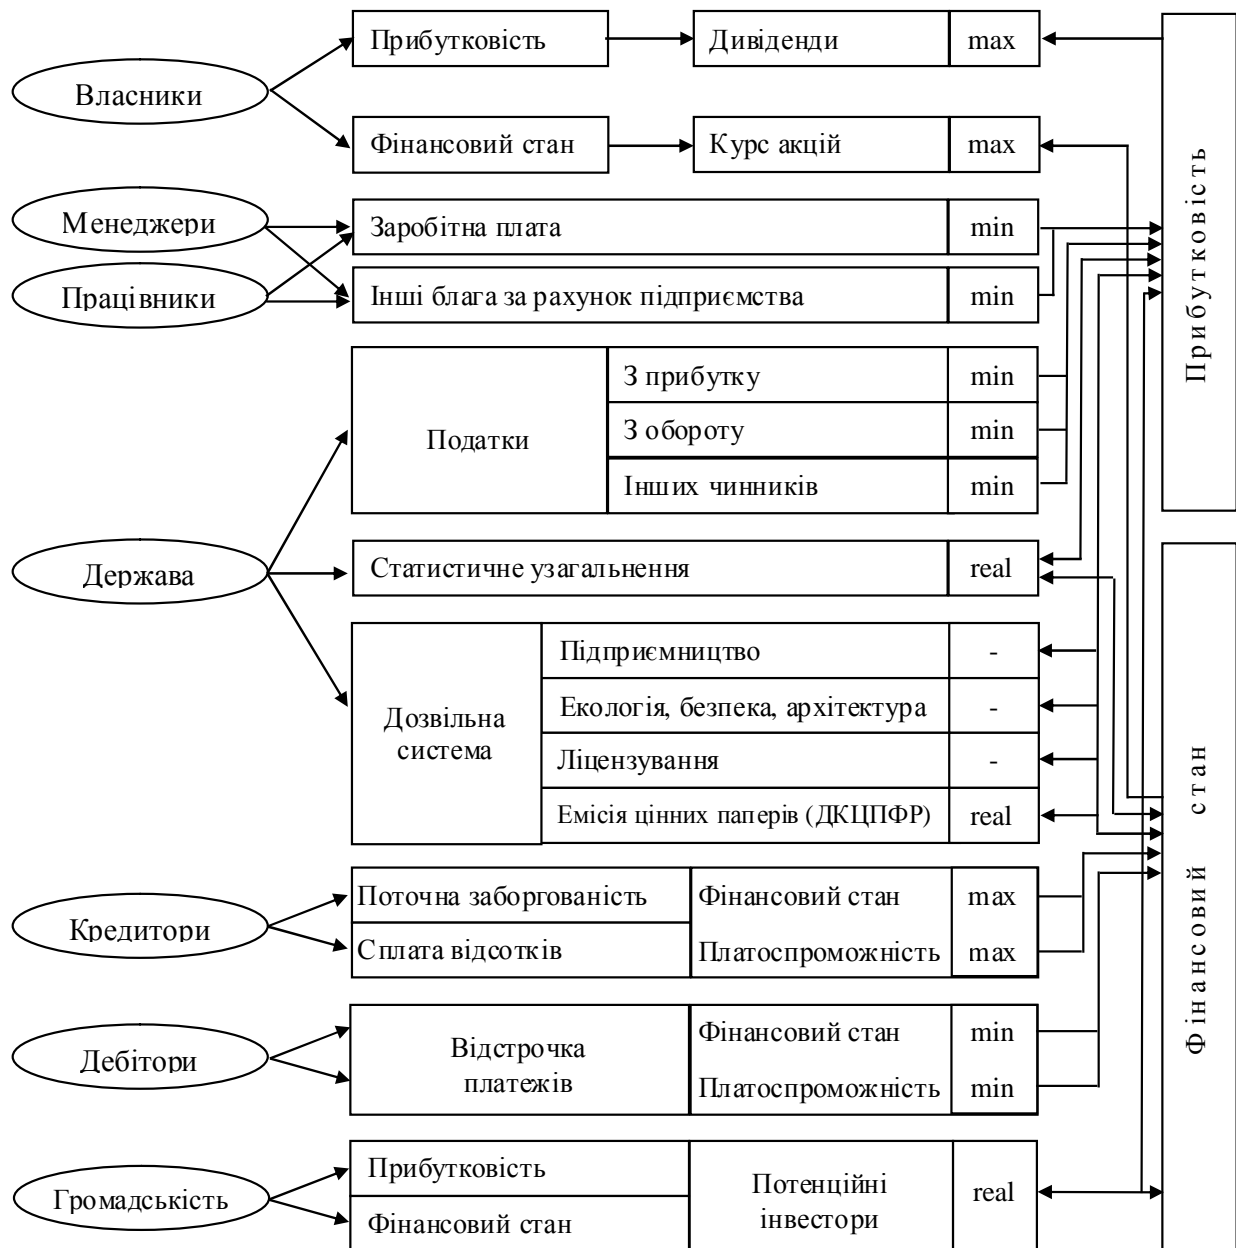 Власники
Прибутковість
Дивіденди
max
Фінансовий стан
Курс акцій
max
Менеджери
Працівники
Заробітна плата
min
Інші блага за рахунок підприємства
min
Держава
Податки
З прибутку
min
З обороту
min
Інших чинників
min
Статистичне узагальнення
real
Дозвільна
система
Підприємництво
-
Екологія, безпека, архітектура
-
Ліцензування
-
Емісія цінних паперів (ДКЦПФР)
real
Кредитори
Поточна заборгованість
Фінансовий стан
max
Сплата відсотків
Платоспроможність
max
Дебітори
Відстрочка
платежів
Фінансовий стан
min
Платоспроможність
min
Громадськість
Прибутковість
Фінансовий стан
Потенційні
інвестори
real
Прибутковість
Фінансовий стан